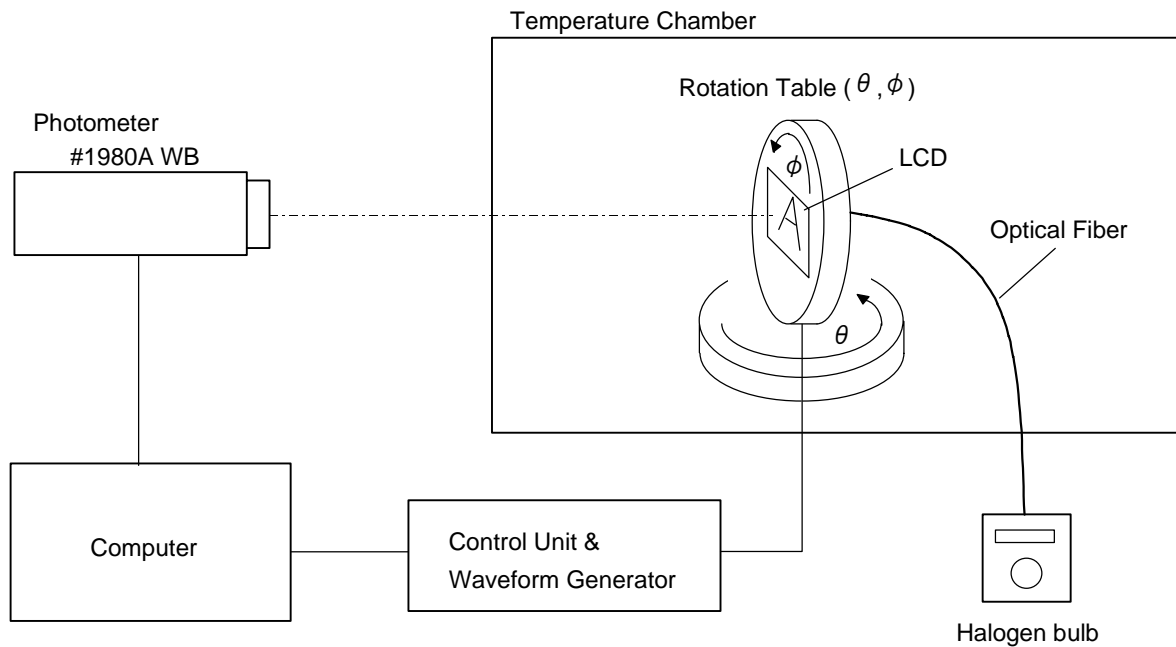 Temperature Chamber
Rotation Table ( θ , φ )
Photometer
#1980A WB
φ
LCD
A
Optical Fiber
θ
Computer
Control Unit &
Waveform Generator
Halogen bulb